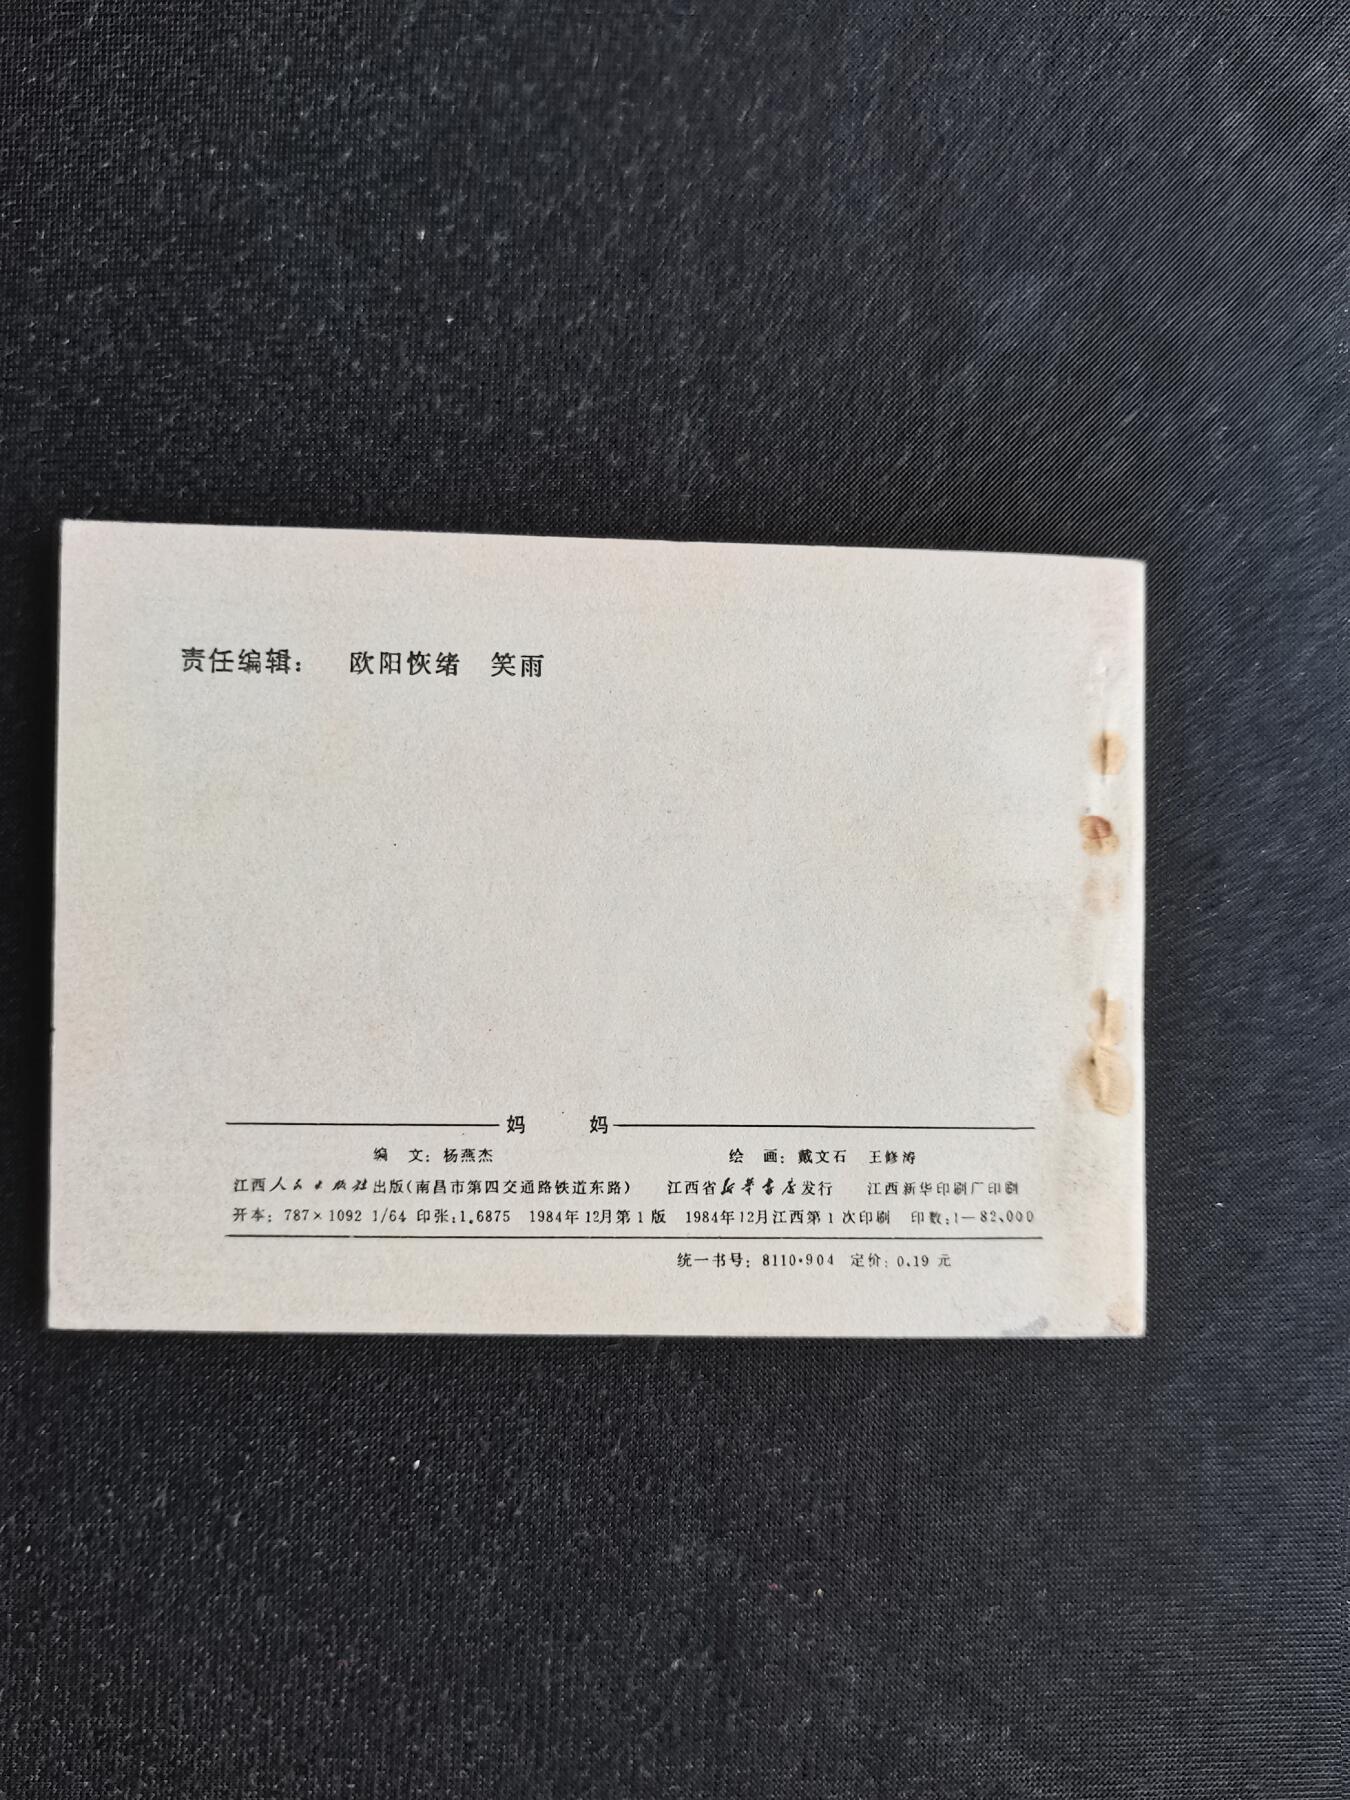 责任编辑： 欧阳恢绪 笑雨
妈 妈
编 文：杨燕杰 绘 画：戴文石 王修涛
江西人民出版社出版(南昌市第四交通路铁道东路) 江西省新华书店发行 江西新华印刷厂印刷
开本：787×1092 1/64 印张：1.6875 1984年12月第1版 1984年12月江西第1次印刷 印数：1—82,000
统一书号：8110·904 定价：0.19 元